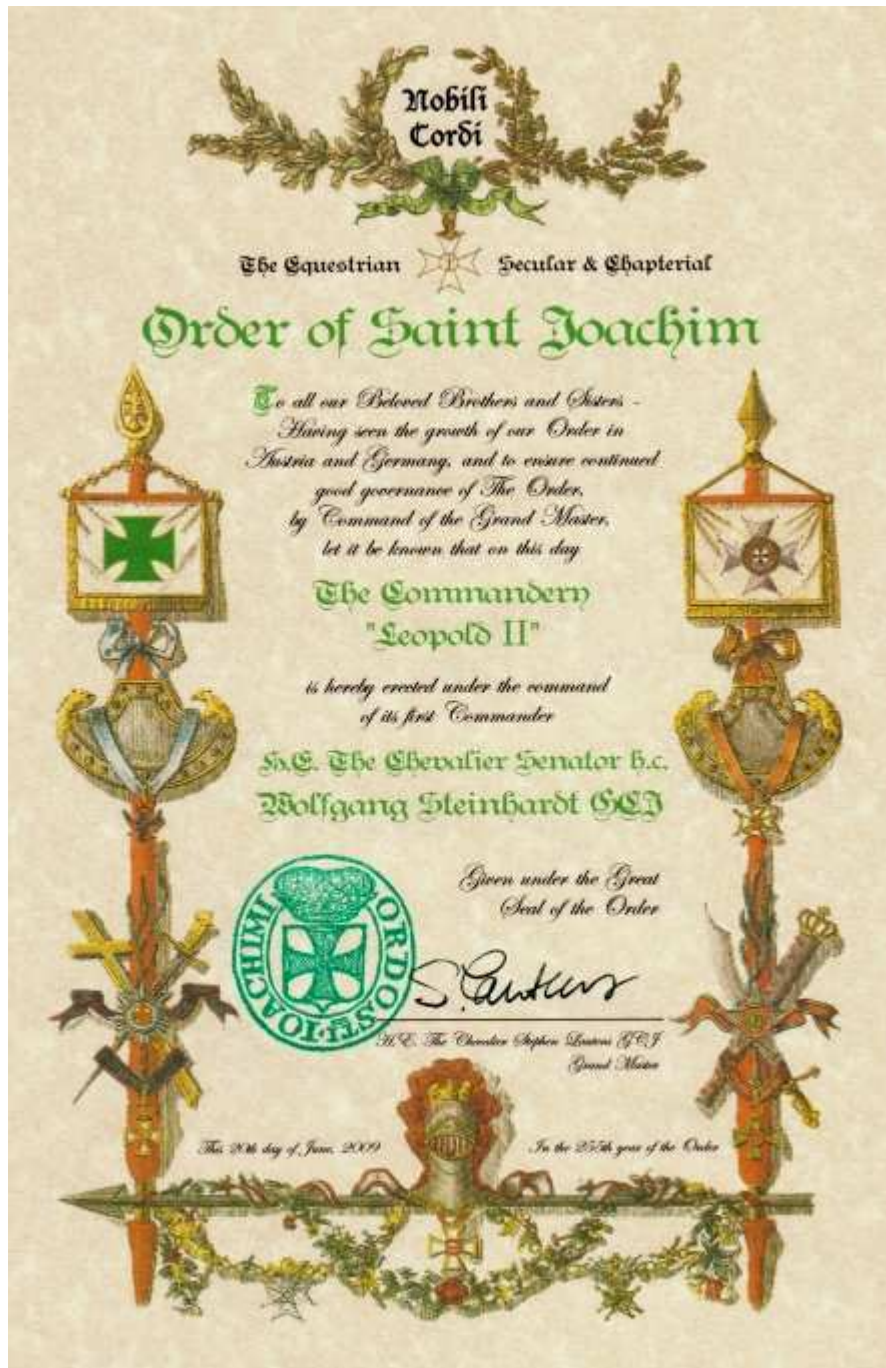 Nobili
Cordi
The Equestrian Secular & Chapterial
Order of Saint Joachim
To all our Beloved Brothers and Sisters -
Having seen the growth of our Order in
Austria and Germany, and to ensure continued
good governance of The Order,
by Command of the Grand Master,
let it be known that on this day
The Commandery
"Leopold II"
is hereby erected under the command
of its first Commander
H.E. The Chevalier Senator h.c.
Wolfgang Steinhardt GCJ
Given under the Great
Seal of the Order
ORDO STI IOACHIMI
S. Lautens
H.E. The Chevalier Stephen Lautens GCJ
Grand Master
This 20th day of June, 2009 In the 255th year of the Order